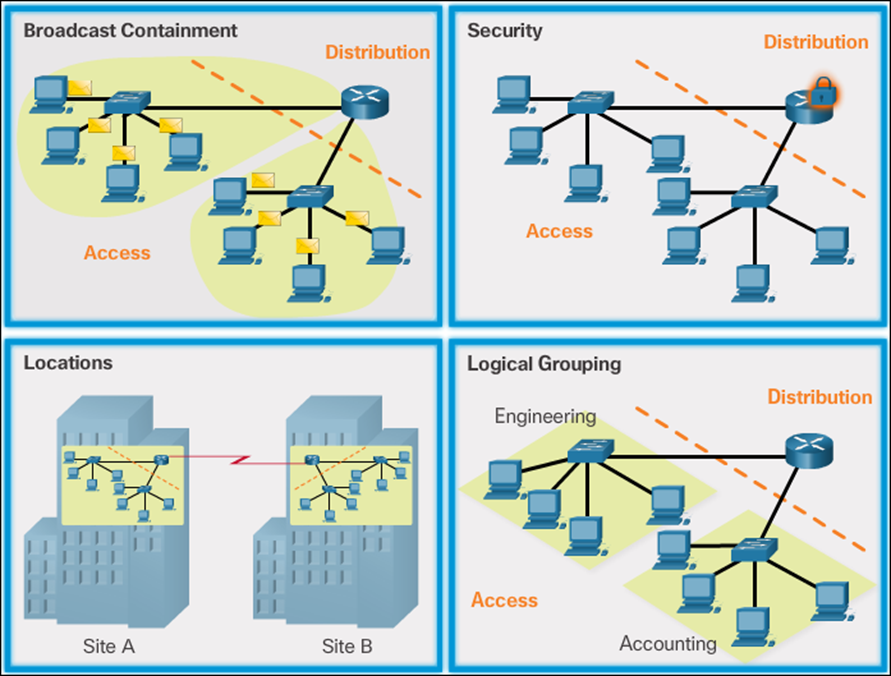 Broadcast Containment
Distribution
Access
Security
Distribution
Access
Locations
Site A
Site B
Logical Grouping
Distribution
Engineering
Access
Accounting